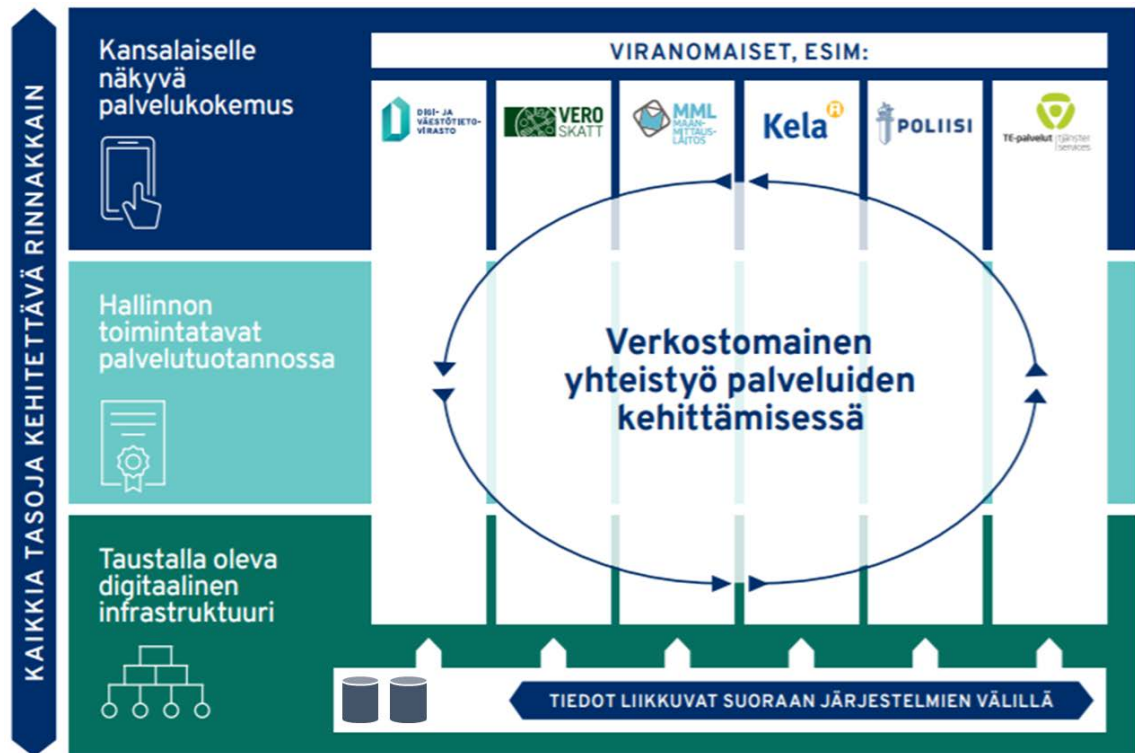 KAIKKIA TASOJA KEHITETTÄVÄ RINNAKKAIN
Kansalaiselle
näkyvä
palvelukokemus
VIRANOMAISET, ESIM:
DIGI- JA
VÄESTÖTIETO-
VIRASTO
VERO
SKATT
MML
MAAN-
MITTAUS-
LAITOS
Kela
POLIISI
TE-palvelut tjänster
services
Hallinnon
toimintatavat
palvelutuotannossa
Verkostomainen
yhteistyö palveluiden
kehittämisessä
Taustalla oleva
digitaalinen
infrastruktuuri
TIEDOT LIIKKUVAT SUORAAN JÄRJESTELMIEN VÄLILLÄ